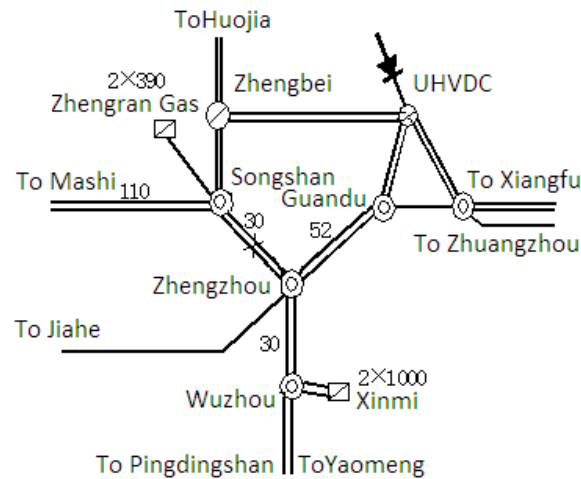 ToHuojia
2×390
Zhengbei
UHVDC
Zhengran Gas
To Mashi
110
Songshan
Guandu
To Xiangfu
30
52
To Zhuangzhou
Zhengzhou
To Jiahe
30
2×1000
Wuzhou
Xinmi
To Pingdingshan
ToYaomeng